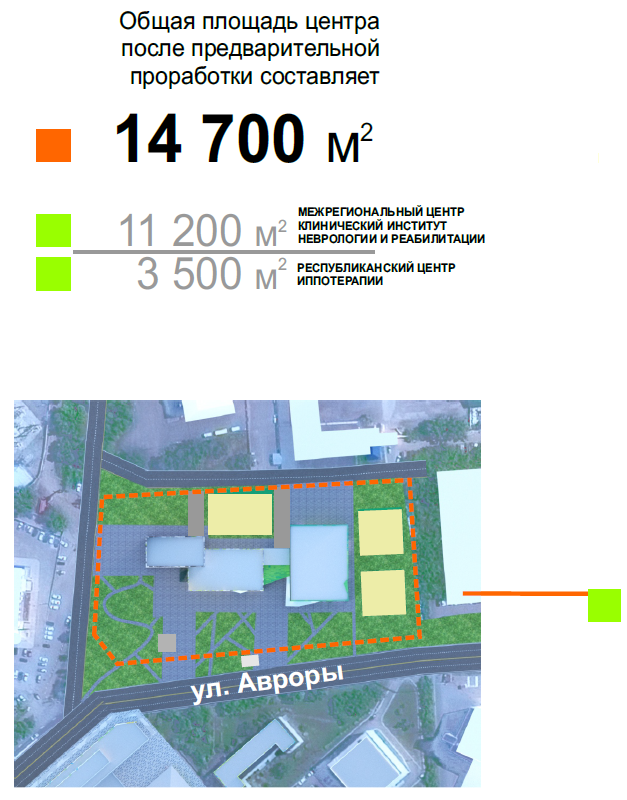 Общая площадь центра
после предварительной
проработки составляет
14 700 м²
11 200 м²
МЕЖРЕГИОНАЛЬНЫЙ ЦЕНТР
КЛИНИЧЕСКИЙ ИНСТИТУТ
НЕВРОЛОГИИ И РЕАБИЛИТАЦИИ
3 500 м²
РЕСПУБЛИКАНСКИЙ ЦЕНТР
ИППОТЕРАПИИ
ул. Авроры